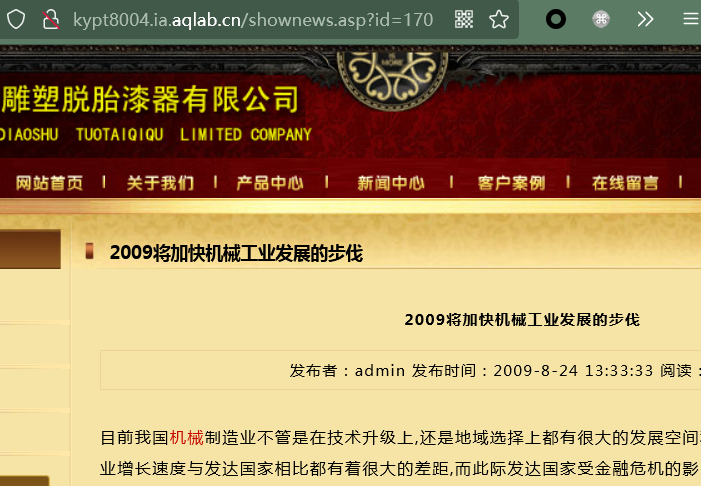 kypt8004.ia.aqlab.cn/shownews.asp?id=170
MORE
雕塑脱胎漆器有限公司
DIAOSHU TUOTAIQIQU LIMITED COMPANY
网站首页 | 关于我们 | 产品中心 | 新闻中心 | 客户案例 | 在线留言 |
2009将加快机械工业发展的步伐
2009将加快机械工业发展的步伐
发布者：admin 发布时间：2009-8-24 13:33:33 阅读：
目前我国机械制造业不管是在技术升级上,还是地域选择上都有很大的发展空间
业增长速度与发达国家相比都有着很大的差距,而此际发达国家受金融危机的影